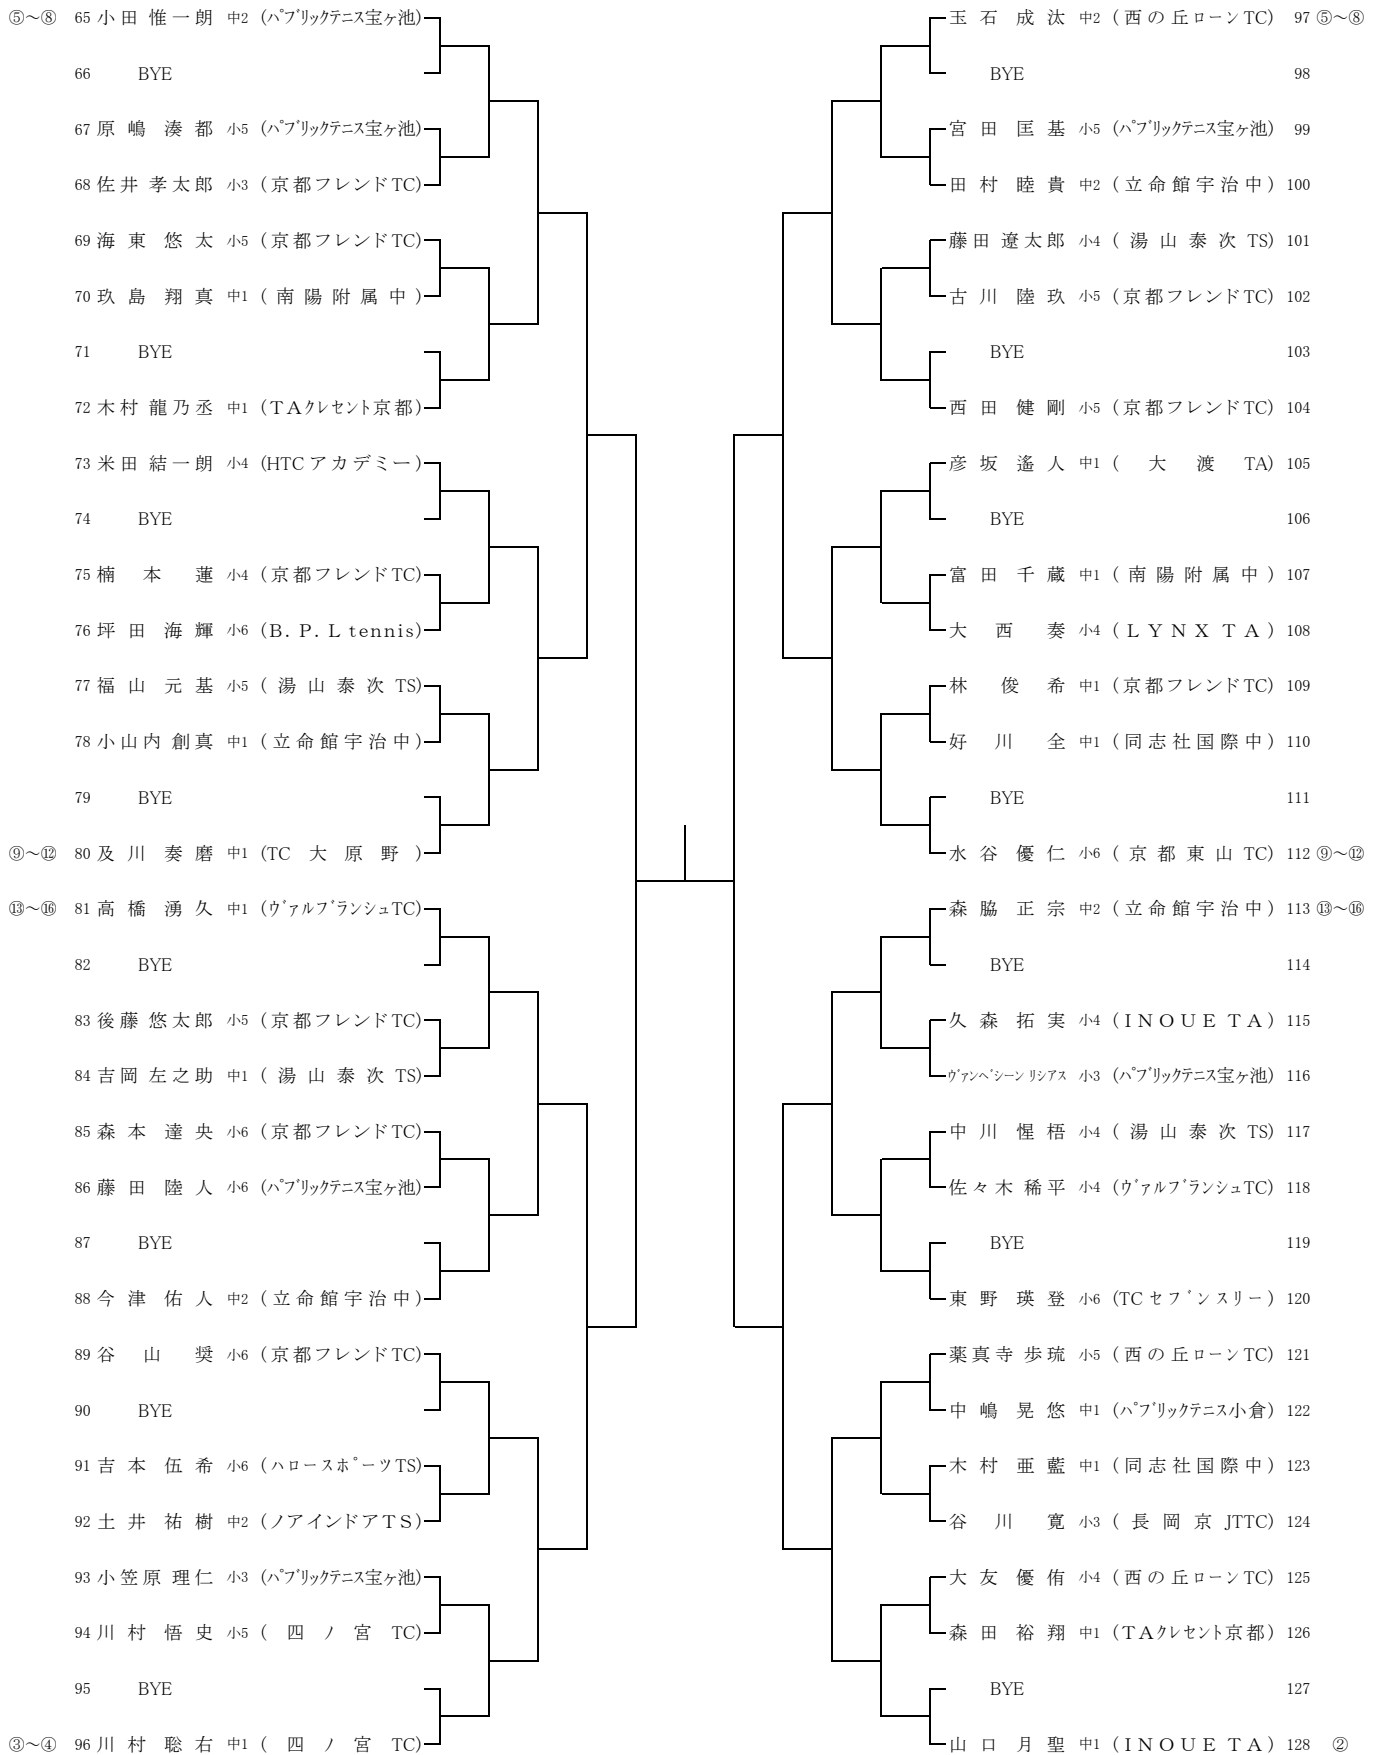 ⑤～⑧ 65 小田 惟一朗 中2 (パブリックテニス宝ヶ池)
66 BYE
67 原嶋 湊都 小5 (パブリックテニス宝ヶ池)
68 佐井 孝太郎 小3 (京都フレンドTC)
69 海東 悠太 小5 (京都フレンドTC)
70 玖島 翔真 中1 (南陽附属中)
71 BYE
72 木村 龍乃丞 中1 (TAクレセント京都)
73 米田 結一朗 小4 (HTCアカデミー)
74 BYE
75 楠本 蓮 小4 (京都フレンドTC)
76 坪田 海輝 小6 (B.P.L tennis)
77 福山 元基 小5 (湯山泰次TS)
78 小山内 創真 中1 (立命館宇治中)
79 BYE
⑨～⑫ 80 及川 奏磨 中1 (TC大原野)
⑬～⑯ 81 高橋 湧久 中1 (ヴァルブランシュTC)
82 BYE
83 後藤 悠太郎 小5 (京都フレンドTC)
84 吉岡 左之助 中1 (湯山泰次TS)
85 森本 達央 小6 (京都フレンドTC)
86 藤田 陸人 小6 (パブリックテニス宝ヶ池)
87 BYE
88 今津 佑人 中2 (立命館宇治中)
89 谷山 奨 小6 (京都フレンドTC)
90 BYE
91 吉本 伍希 小6 (ハロースポーツTS)
92 土井 祐樹 中2 (ノアインドアTS)
93 小笠原 理仁 小3 (パブリックテニス宝ヶ池)
94 川村 悟史 小5 (四ノ宮TC)
95 BYE
③～④ 96 川村 聡右 中1 (四ノ宮TC)
玉石 成汰 中2 (西の丘ローンTC) 97 ⑤～⑧
BYE 98
宮田 匡基 小5 (パブリックテニス宝ヶ池) 99
田村 睦貴 中2 (立命館宇治中) 100
藤田 遼太郎 小4 (湯山泰次TS) 101
古川 陸玖 小5 (京都フレンドTC) 102
BYE 103
西田 健剛 小5 (京都フレンドTC) 104
彦坂 遙人 中1 (大渡TA) 105
BYE 106
富田 千蔵 中1 (南陽附属中) 107
大西 奏 小4 (LYNX TA) 108
林 俊希 中1 (京都フレンドTC) 109
好川 全 中1 (同志社国際中) 110
BYE 111
水谷 優仁 小6 (京都東山TC) 112 ⑨～⑫
森脇 正宗 中2 (立命館宇治中) 113 ⑬～⑯
BYE 114
久森 拓実 小4 (INOUE TA) 115
ヴァンヘシーン リシアス 小3 (パブリックテニス宝ヶ池) 116
中川 惺梧 小4 (湯山泰次TS) 117
佐々木 稀平 小4 (ヴァルブランシュTC) 118
BYE 119
東野 瑛登 小6 (TCセブンスリー) 120
薬真寺 歩琉 小5 (西の丘ローンTC) 121
中嶋 晃悠 中1 (パブリックテニス小倉) 122
木村 亜藍 中1 (同志社国際中) 123
谷川 寛 小3 (長岡京JTTC) 124
大友 優侑 小4 (西の丘ローンTC) 125
森田 裕翔 中1 (TAクレセント京都) 126
BYE 127
山口 月聖 中1 (INOUE TA) 128 ②